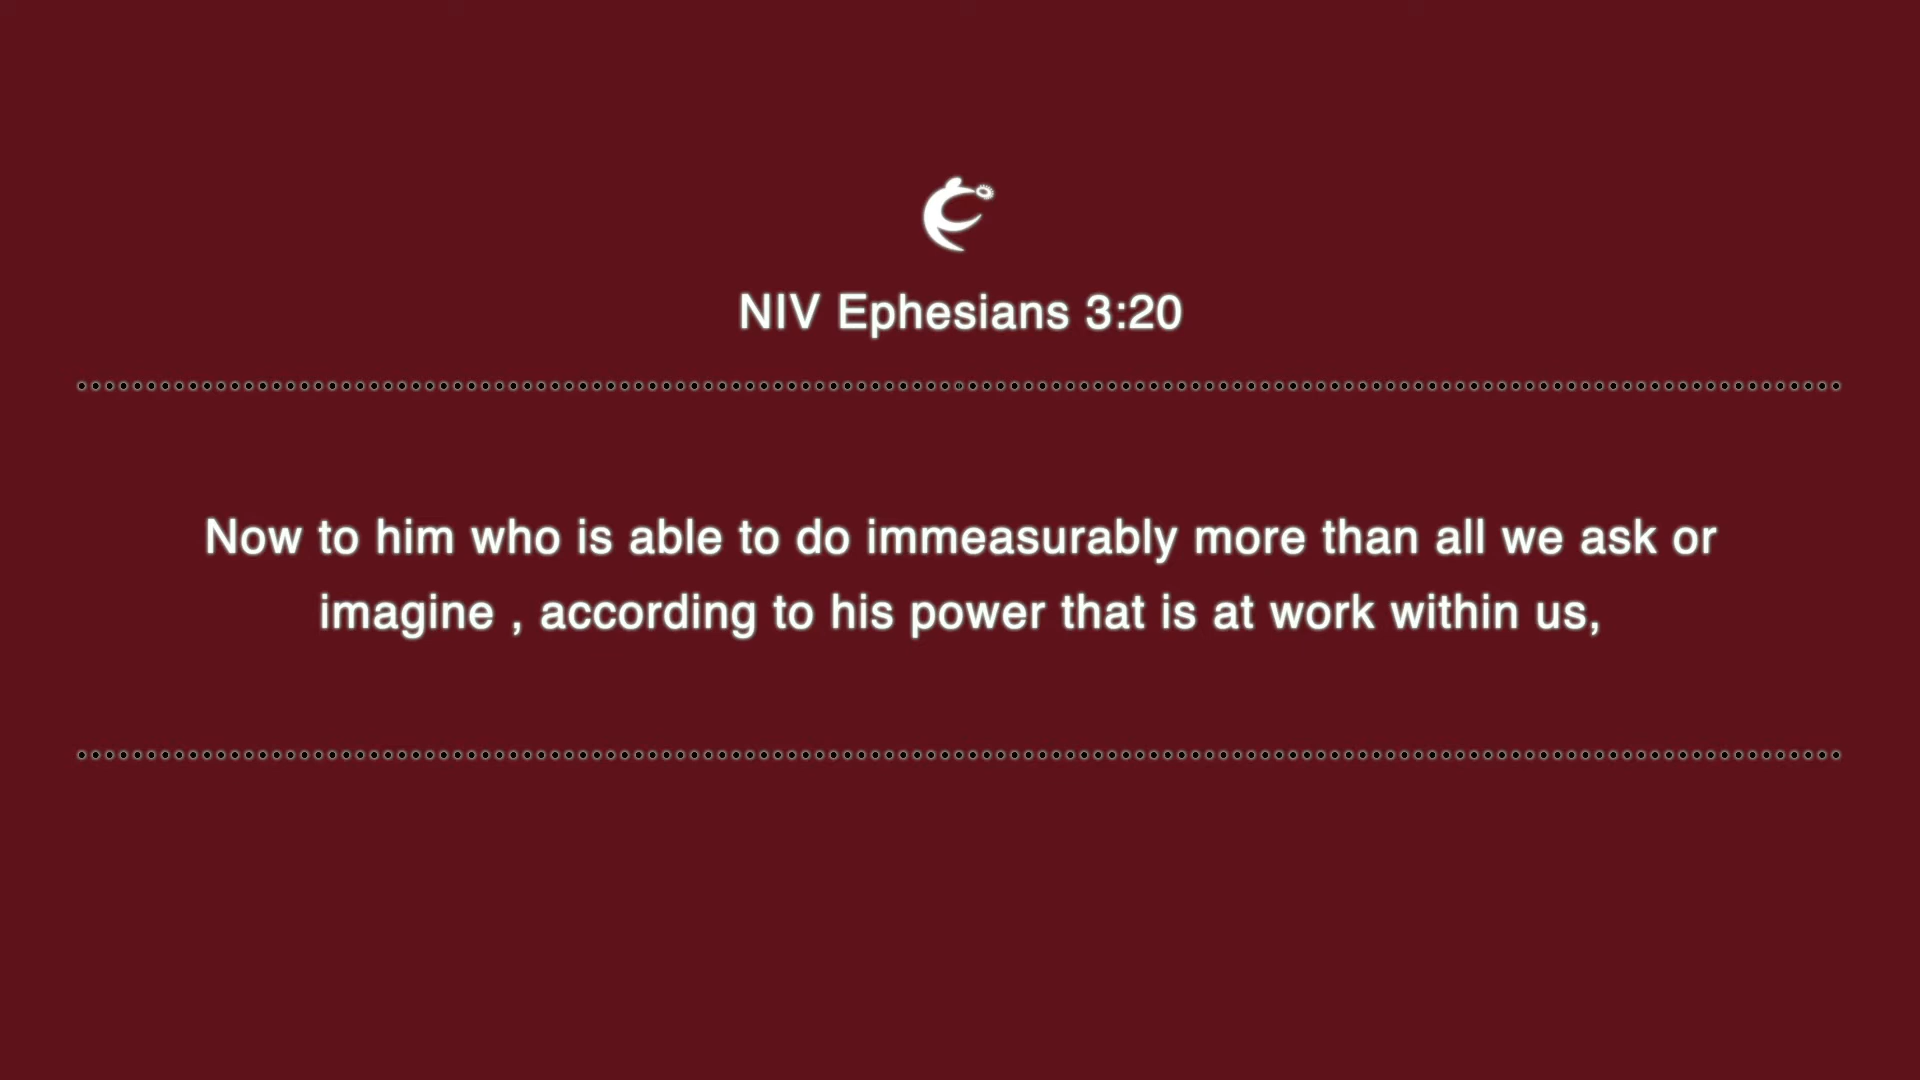 NIV Ephesians 3:20
Now to him who is able to do immeasurably more than all we ask or
imagine , according to his power that is at work within us,